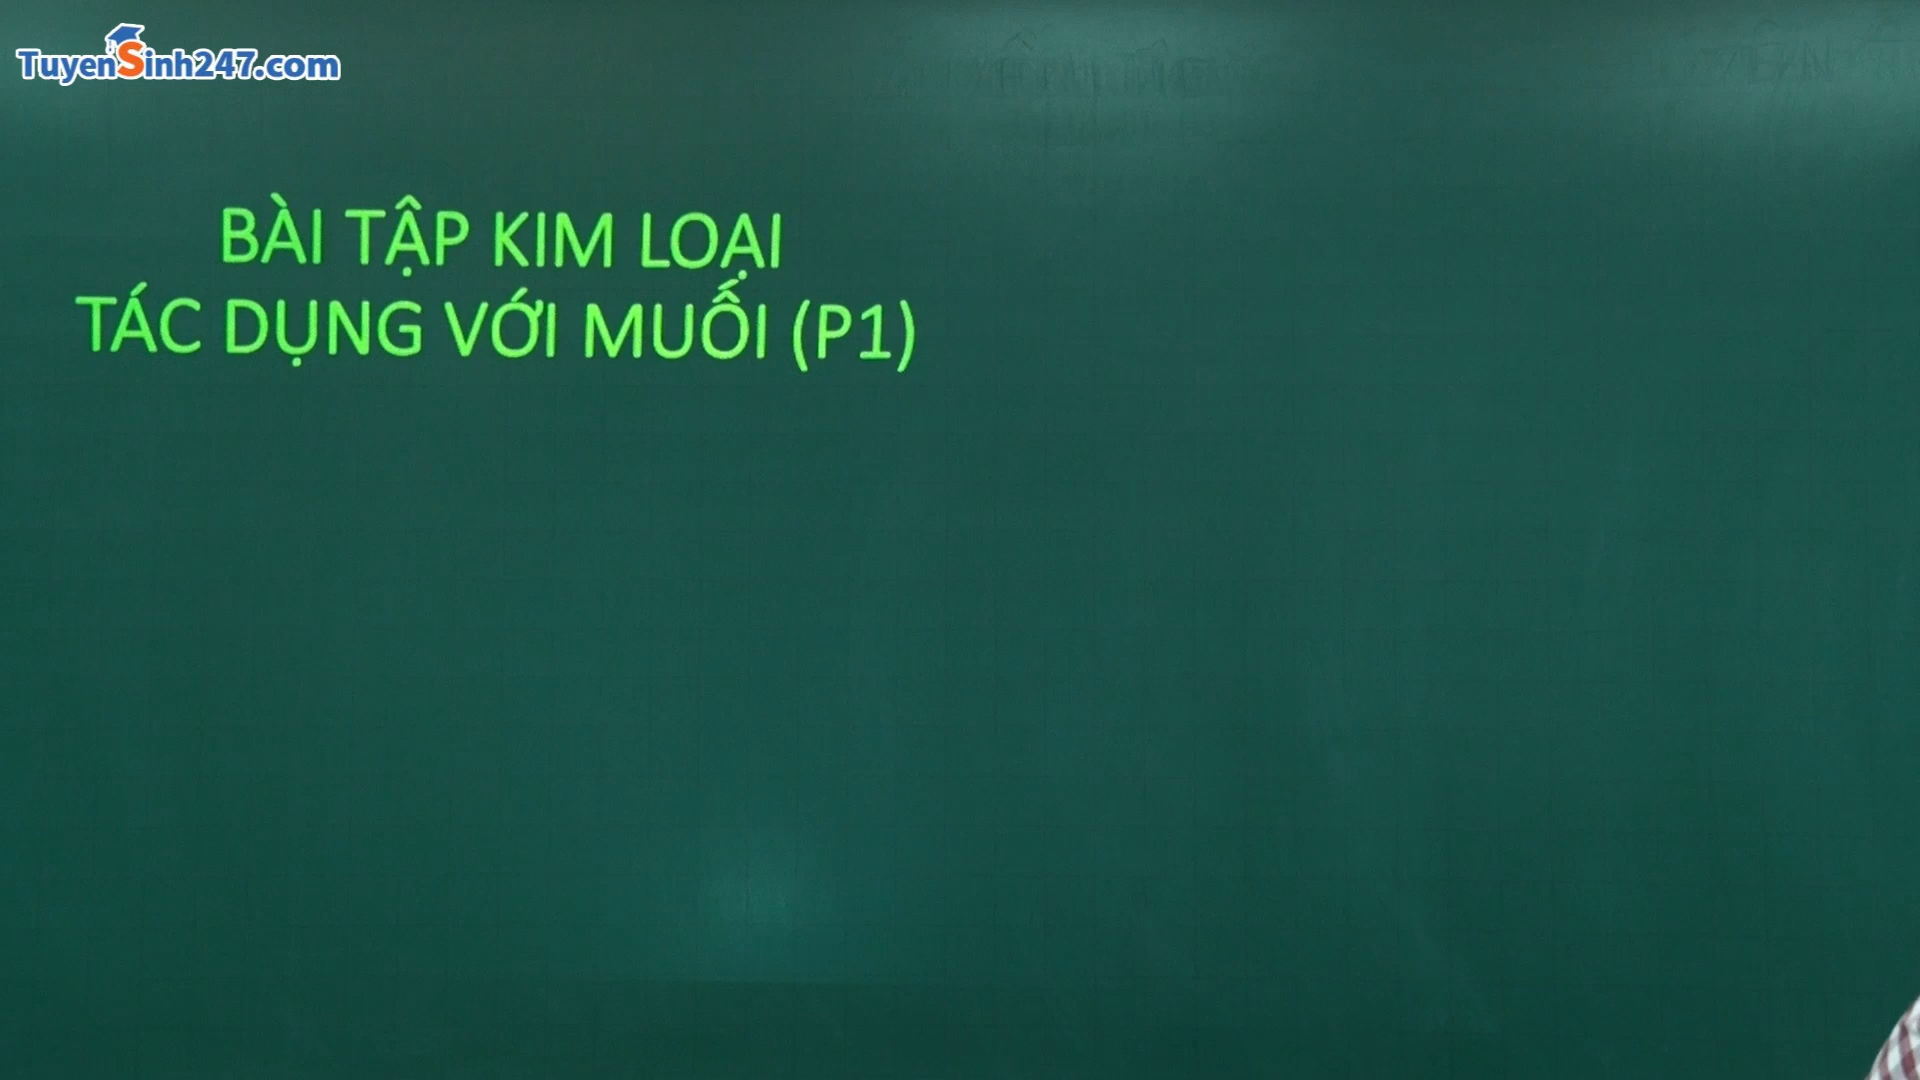 TuyenSinh247.com
BÀI TẬP KIM LOẠI
TÁC DỤNG VỚI MUỐI (P1)